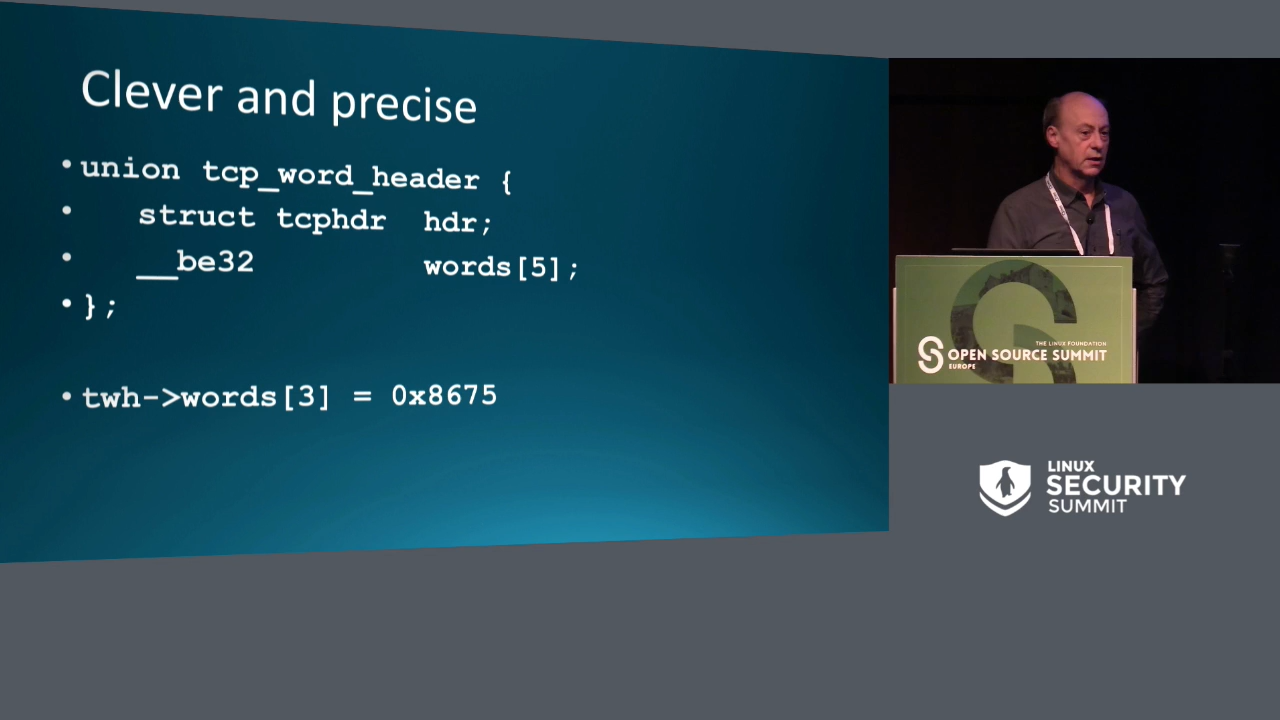 Clever and precise
• union tcp_word_header {
• struct tcphdr hdr;
• __be32 words[5];
• };
• twh->words[3] = 0x8675
THE LINUX FOUNDATION
OPEN SOURCE SUMMIT
EUROPE
LINUX
SECURITY
SUMMIT